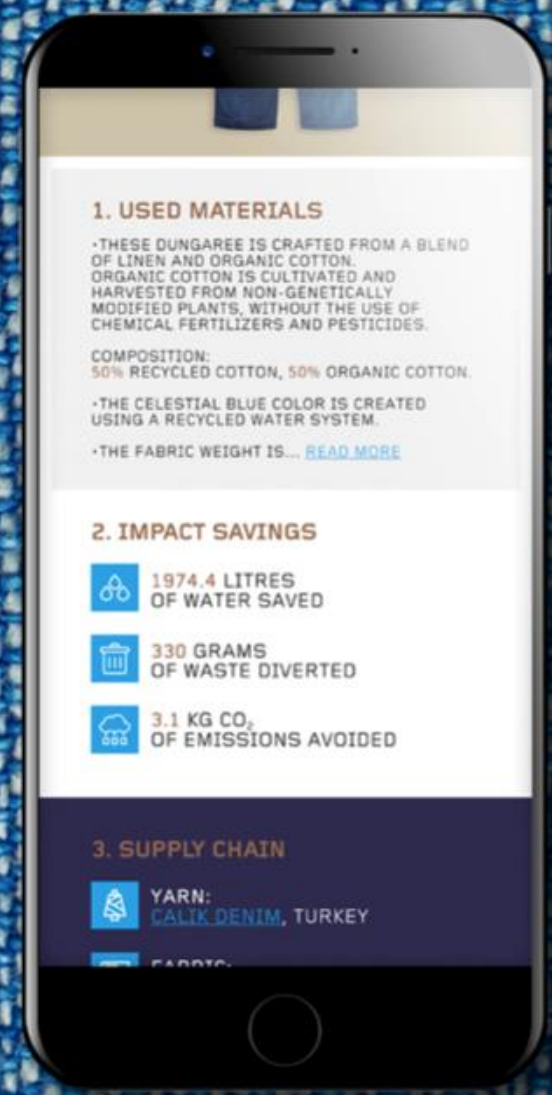 1. USED MATERIALS
•THESE DUNGAREE IS CRAFTED FROM A BLEND
OF LINEN AND ORGANIC COTTON.
ORGANIC COTTON IS CULTIVATED AND
HARVESTED FROM NON-GENETICALLY
MODIFIED PLANTS, WITHOUT THE USE OF
CHEMICAL FERTILIZERS AND PESTICIDES.
COMPOSITION:
50% RECYCLED COTTON, 50% ORGANIC COTTON.
•THE CELESTIAL BLUE COLOR IS CREATED
USING A RECYCLED WATER SYSTEM.
•THE FABRIC WEIGHT IS... READ MORE
2. IMPACT SAVINGS
1974.4 LITRES
OF WATER SAVED
330 GRAMS
OF WASTE DIVERTED
3.1 KG CO₂
OF EMISSIONS AVOIDED
3. SUPPLY CHAIN
YARN:
CALIK DENIM, TURKEY
FABRIC: